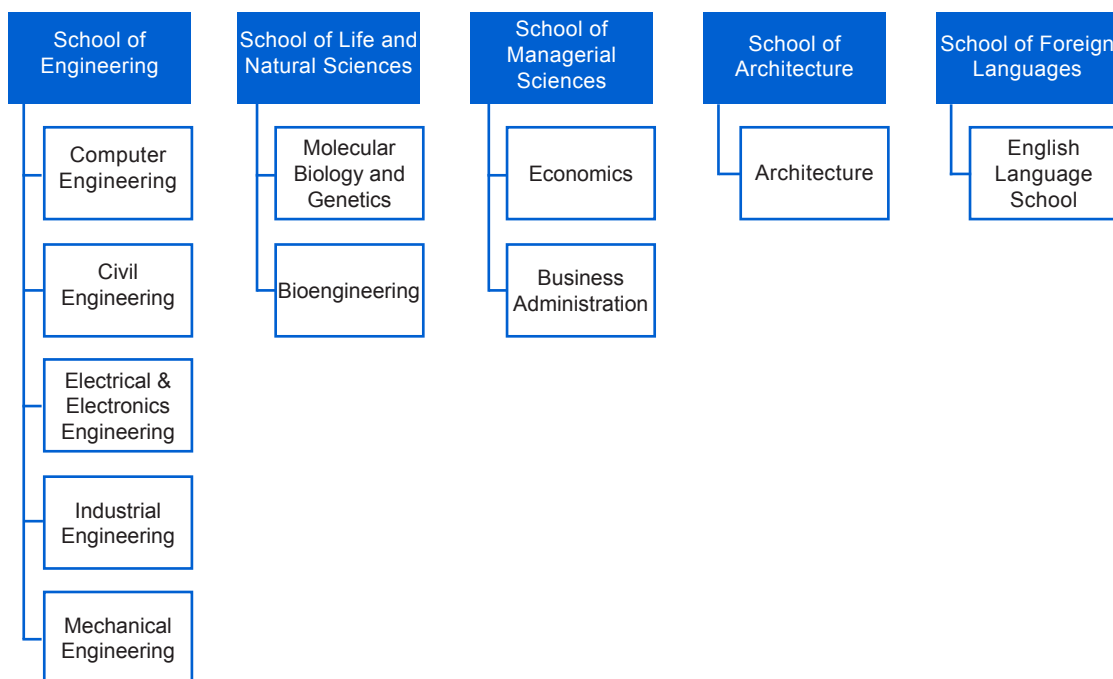 School of
Engineering
Computer
Engineering
Civil
Engineering
Electrical &
Electronics
Engineering
Industrial
Engineering
Mechanical
Engineering
School of Life and
Natural Sciences
Molecular
Biology and
Genetics
Bioengineering
School of
Managerial
Sciences
Economics
Business
Administration
School of
Architecture
Architecture
School of Foreign
Languages
English
Language
School